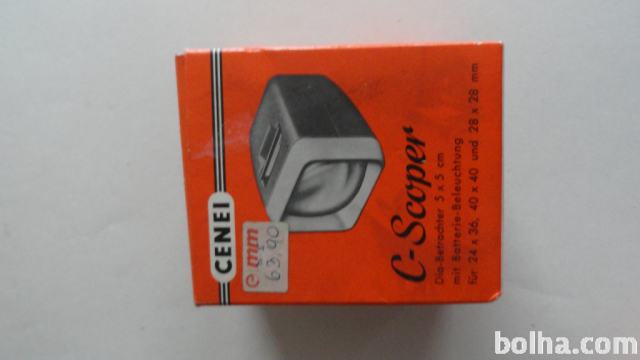 CENEI
C-Scoper
Dia-Betrachter 5 x 5 cm
mit Batterie-Beleuchtung
für 24 x 36, 40 x 40 und 28 x 28 mm
mm
63,90
bolha.com